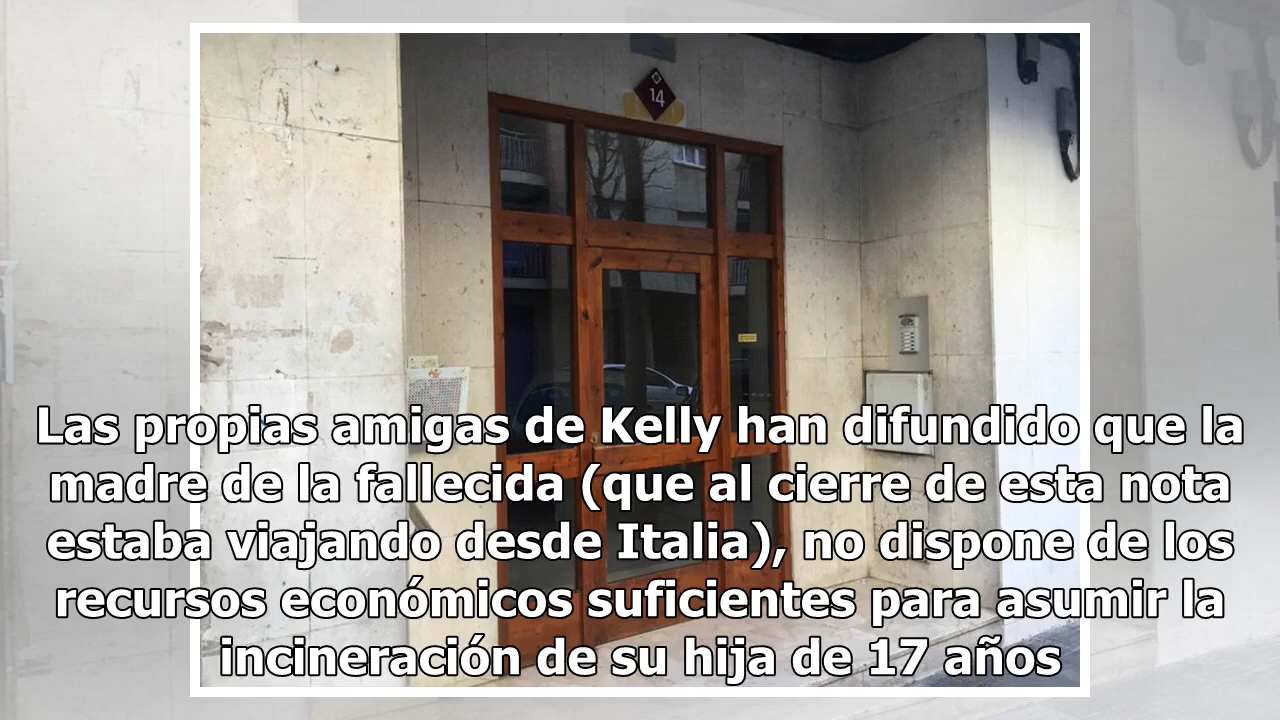 14
Las propias amigas de Kelly han difundido que la
madre de la fallecida (que al cierre de esta nota
estaba viajando desde Italia), no dispone de los
recursos económicos suficientes para asumir la
incineración de su hija de 17 años